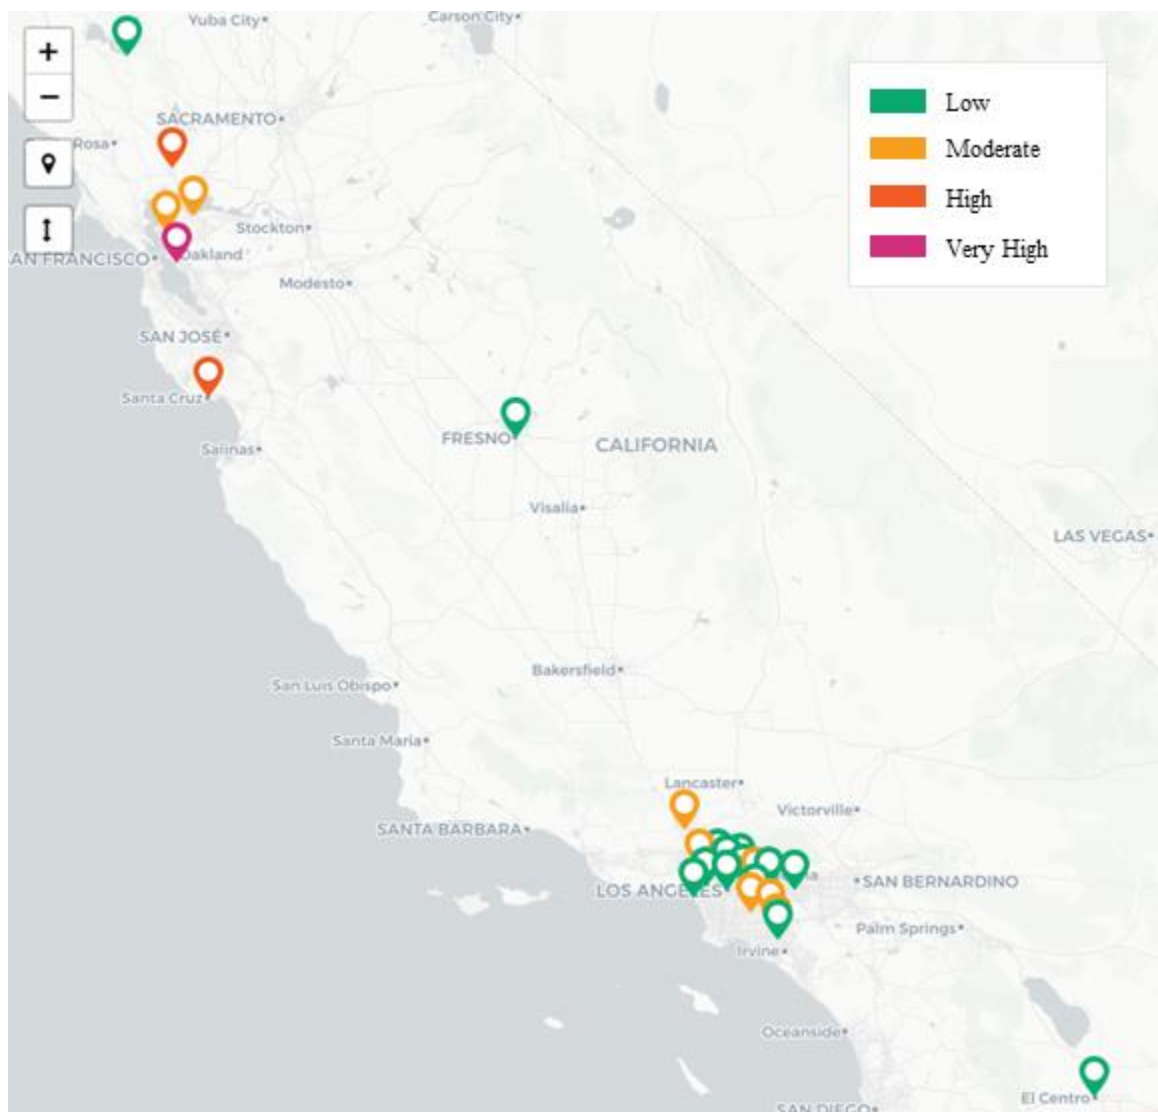 Yuba City
Carson City
+
−
Low
SACRAMENTO
Rosa
Moderate
High
Stockton
Very High
Oakland
AN FRANCISCO
Modesto
SAN JOSÉ
Santa Cruz
Salinas
FRESNO
CALIFORNIA
Visalia
LAS VEGAS
Bakersfield
San Luis Obispo
Santa Maria
Lancaster
Victorville
SANTA BARBARA
LOS ANGELES
SAN BERNARDINO
Palm Springs
Irvine
Oceanside
El Centro
SAN DIEGO